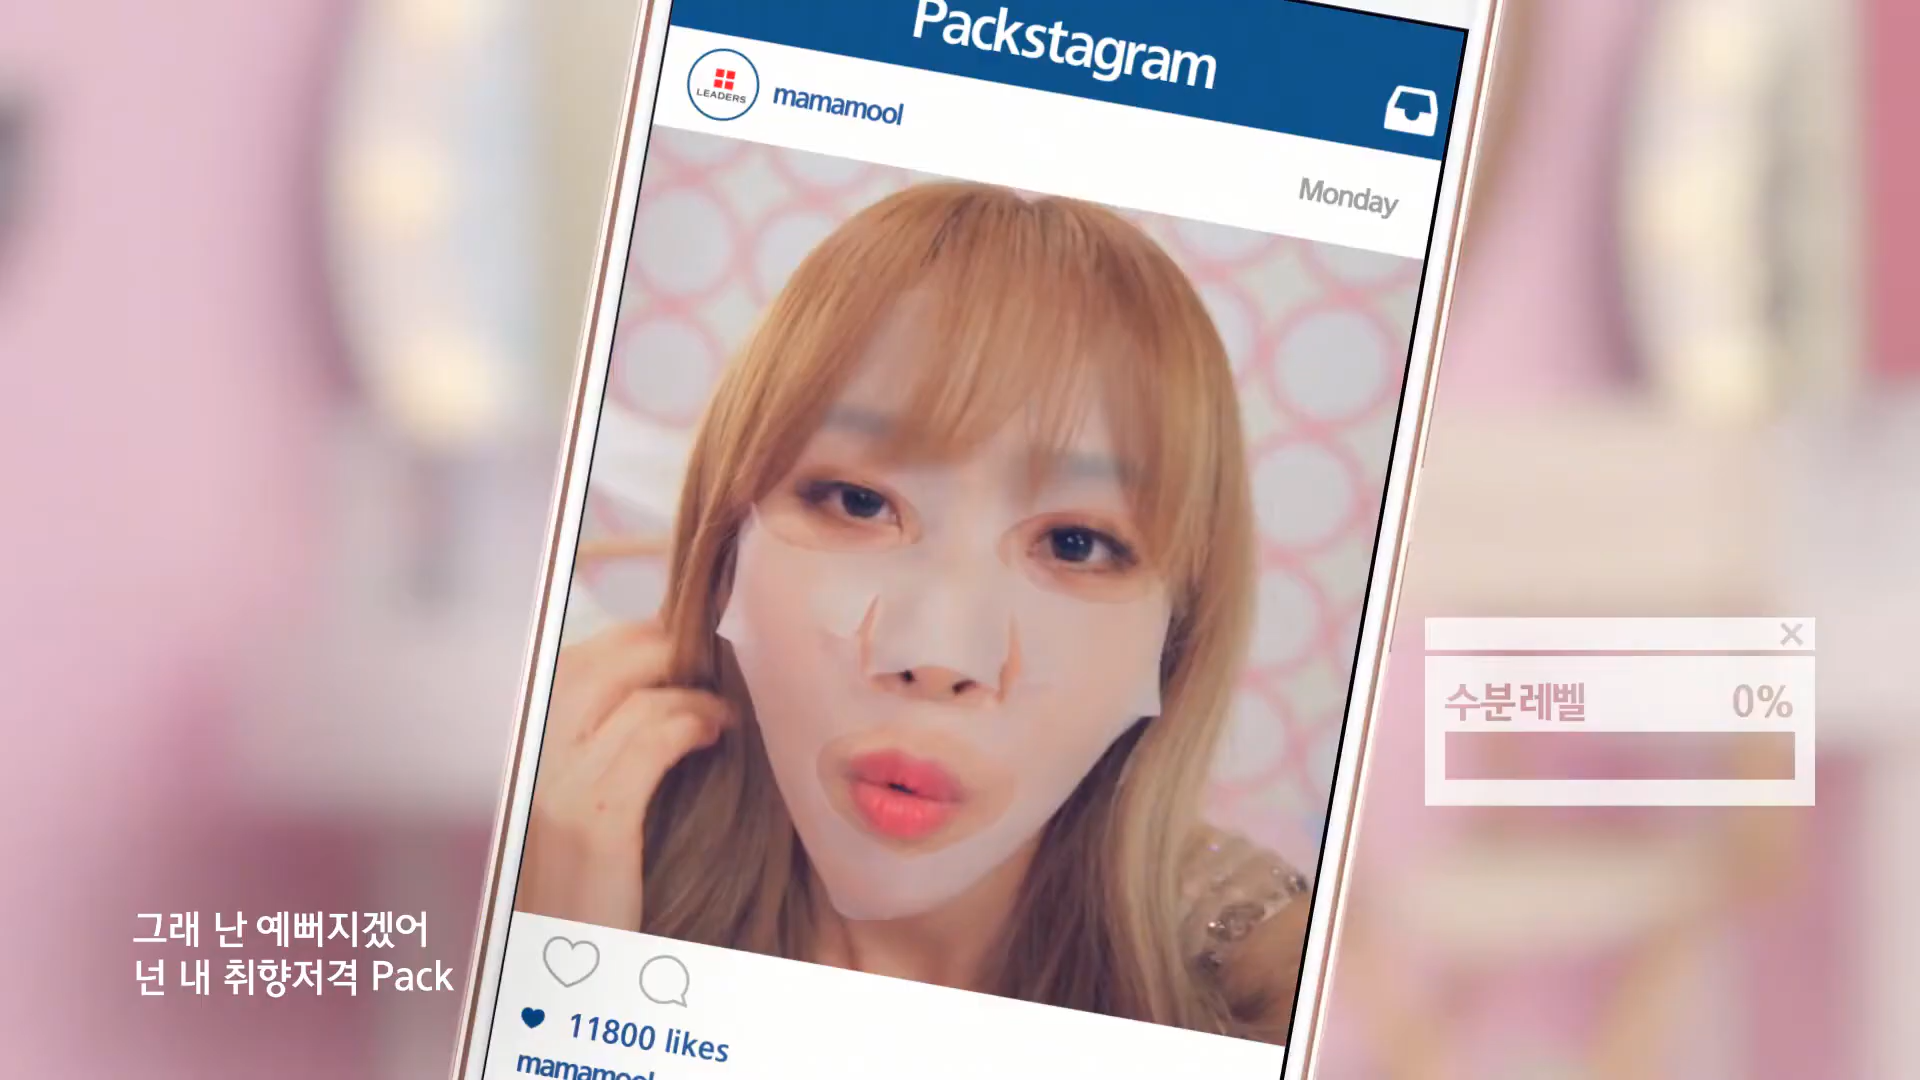 Packstagram
LEADERS
mamamool
Monday
수분레벨 0%
그래 난 예뻐지겠어
넌 내 취향저격 Pack
11800 likes
mamamool